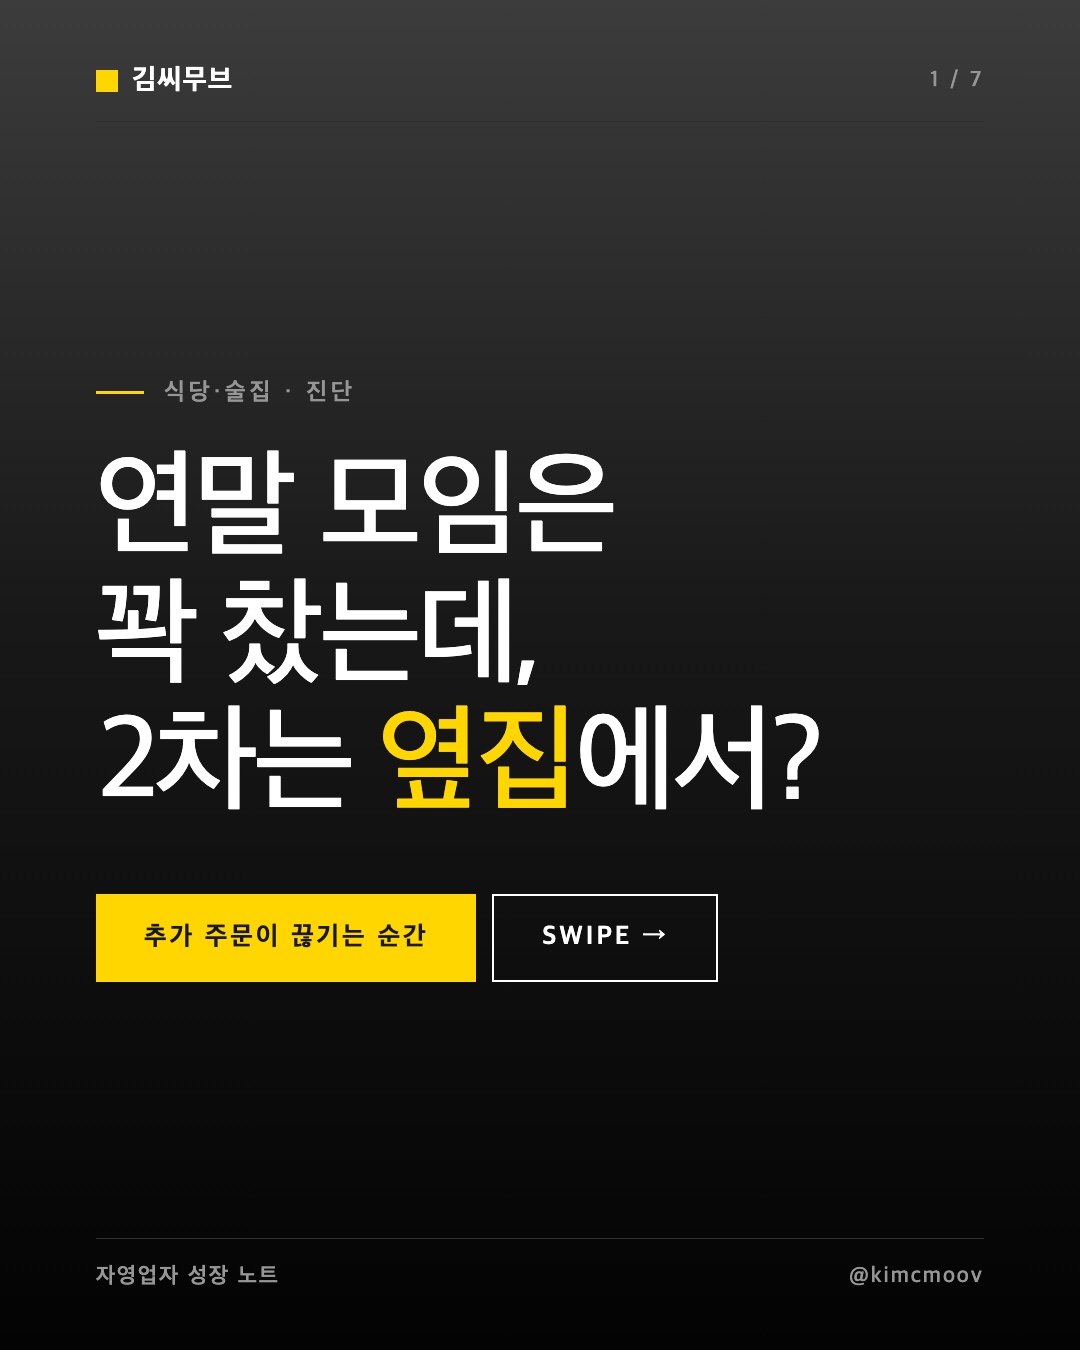 김씨무브
1 / 7
식당·술집 · 진단
연말 모임은
꽉 찼는데,
2차는 옆집에서?
추가 주문이 끊기는 순간
SWIPE →
자영업자 성장 노트
@kimcmoov